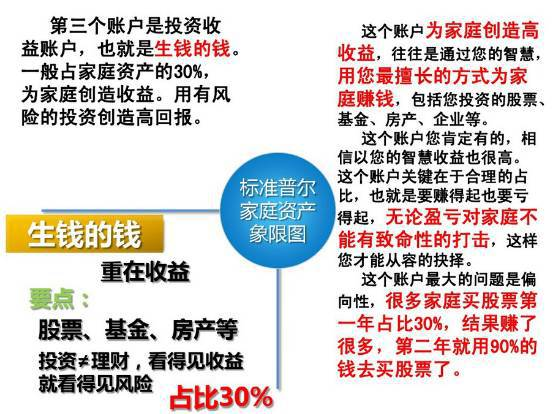 第三个账户是投资收
益账户，也就是生钱的钱。
一般占家庭资产的30%，
为家庭创造收益。用有风
险的投资创造高回报。
这个账户为家庭创造高
收益，往往是通过您的智慧，
用您最擅长的方式为家
庭赚钱，包括您投资的股票、
基金、房产、企业等。
这个账户您肯定有的，相
信以您的智慧收益也很高。
这个账户关键在于合理的占
比，也就是要赚得起也要亏
得起，无论盈亏对家庭不
能有致命性的打击，这样
您才能从容的抉择。
这个账户最大的问题是偏
向性，很多家庭买股票第
一年占比30%，结果赚了
很多，第二年就用90%的
钱去买股票了。
标准普尔
家庭资产
象限图
生钱的钱
重在收益
要点：
股票、基金、房产等
投资≠理财，看得见收益
就看得见风险
占比30%